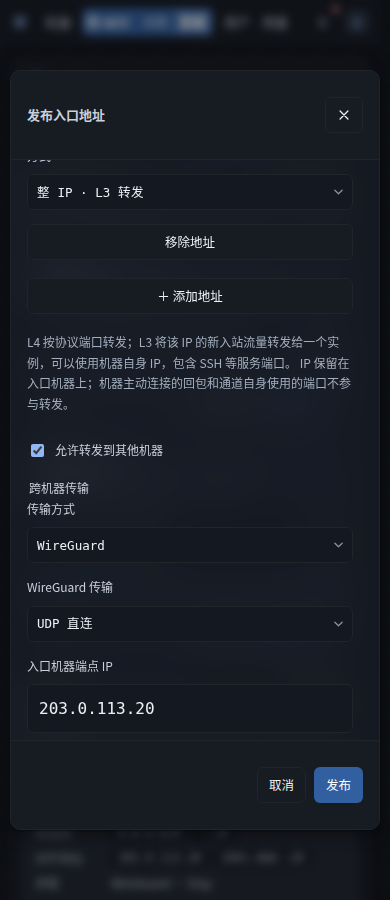 发布入口地址
整 IP · L3 转发
移除地址
＋ 添加地址
L4 按协议端口转发；L3 将该 IP 的新入站流量转发给一个实
例，可以使用机器自身 IP，包含 SSH 等服务端口。 IP 保留在
入口机器上；机器主动连接的回包和通道自身使用的端口不参
与转发。
允许转发到其他机器
跨机器传输
传输方式
WireGuard
WireGuard 传输
UDP 直连
入口机器端点 IP
203.0.113.20
取消
发布